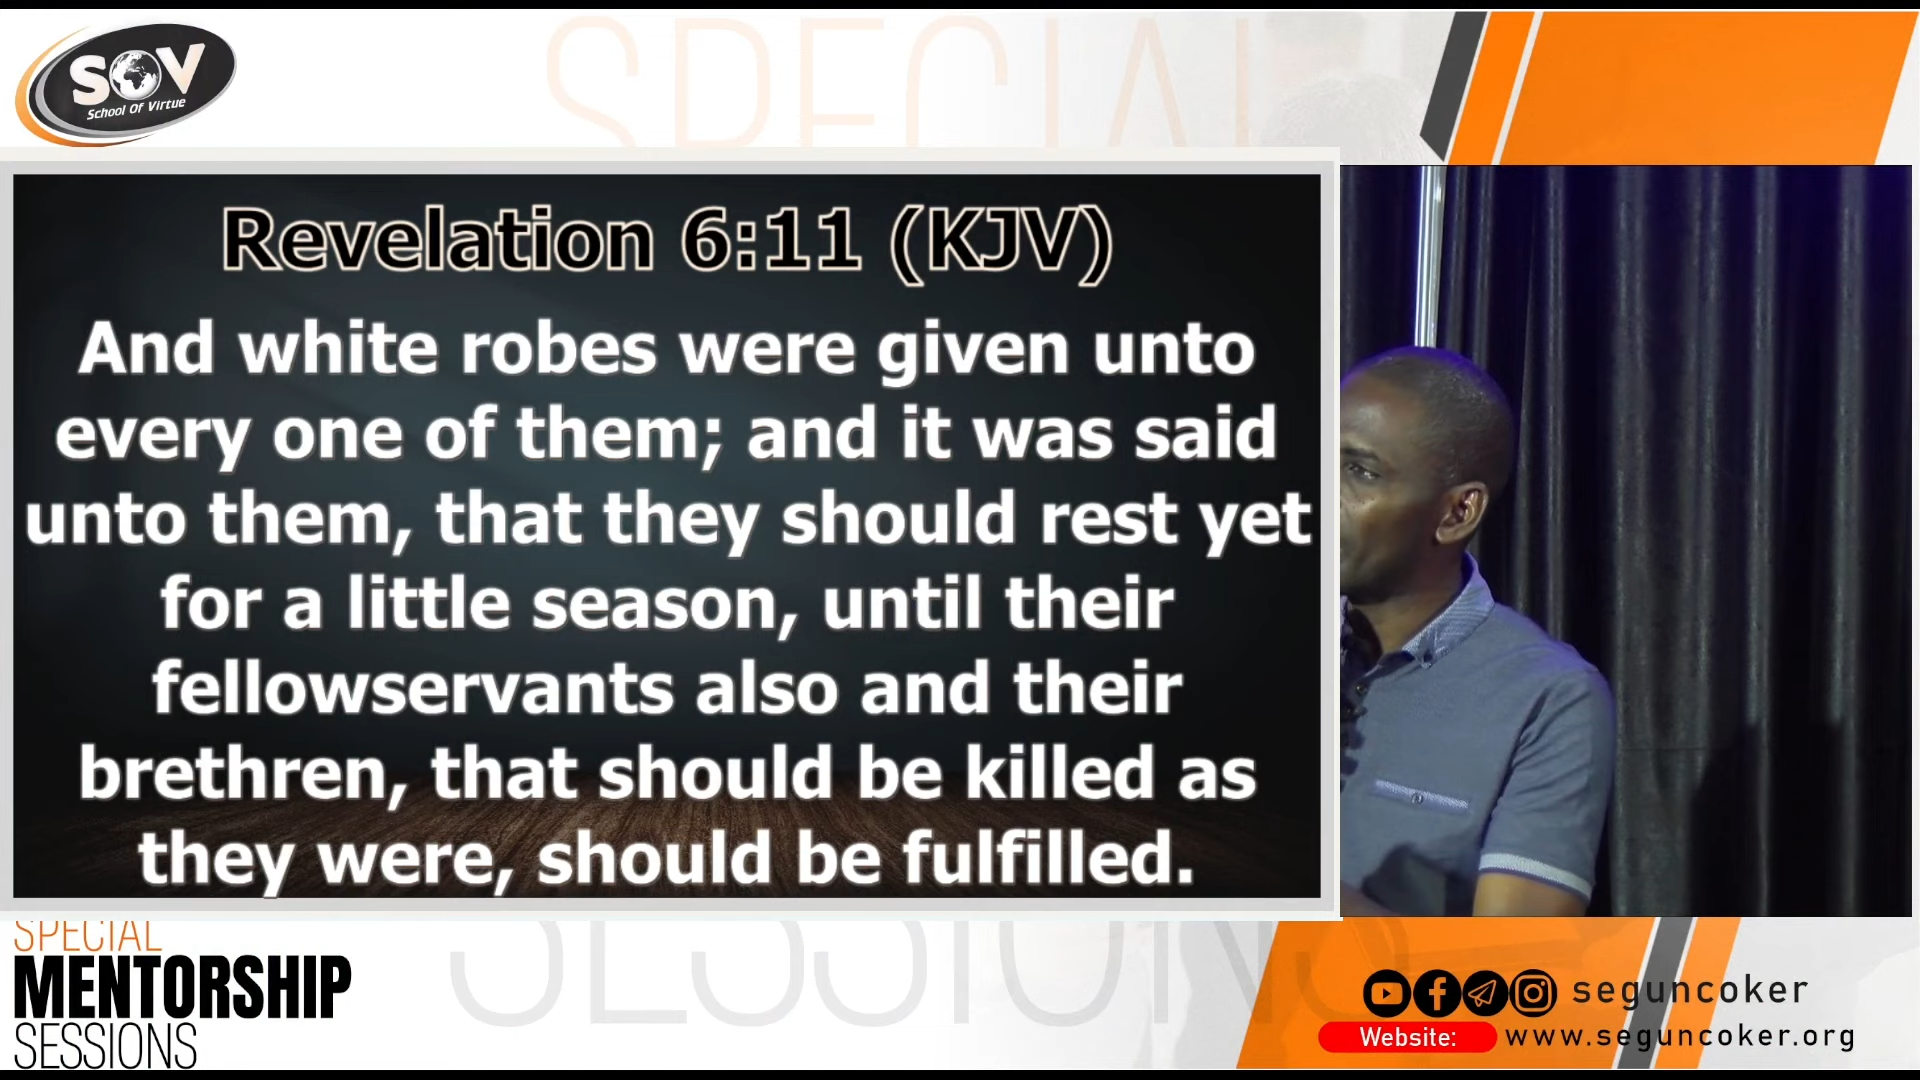 SPECIAL
SOV
School Of Virtue
Revelation 6:11 (KJV)
And white robes were given unto
every one of them; and it was said
unto them, that they should rest yet
for a little season, until their
fellowservants also and their
brethren, that should be killed as
they were, should be fulfilled.
SPECIAL
MENTORSHIP
SESSIONS
SESSIONS
seguncoker
Website: www.seguncoker.org